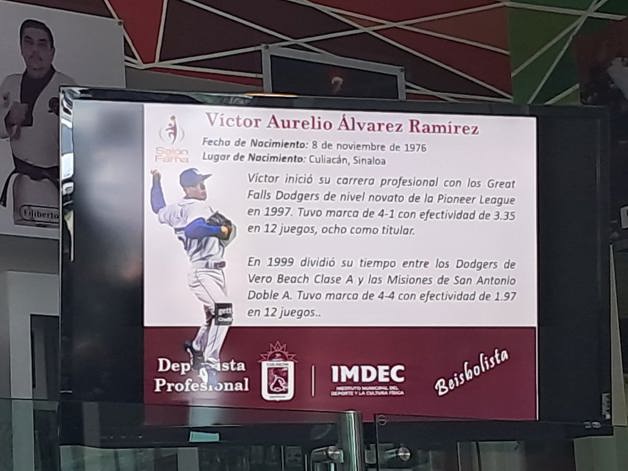 Víctor Aurelio Álvarez Ramírez
Fecha de Nacimiento: 8 de noviembre de 1976
Lugar de Nacimiento: Culiacán, Sinaloa
Salón
Fama
Víctor inició su carrera profesional con los Great
Falls Dodgers de nivel novato de la Pioneer League
en 1997. Tuvo marca de 4-1 con efectividad de 3.35
en 12 juegos, ocho como titular.
En 1999 dividió su tiempo entre los Dodgers de
Vero Beach Clase A y las Misiones de San Antonio
Doble A. Tuvo marca de 4-4 con efectividad de 1.97
en 12 juegos..
Filiberto
Profesional
IMDEC
INSTITUTO MUNICIPAL DEL
DEPORTE Y LA CULTURA FÍSICA
Beisbolista